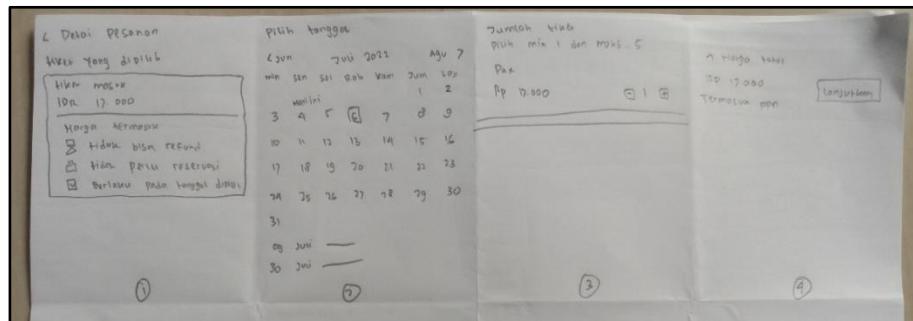 < Detai Pesanan
tiket yang dipilih
tiket masuk
IDR 17.000
Harga termasuk
tidak bisa refund
tidak perlu reservasi
Berlaku pada tanggal dipilih
1
Pilih tanggal
< Jun Juli 2022 Agu >
min sen sel Rab kam Jum sab
1 2
Hari ini
3 4 5 6 7 8 9
10 11 12 13 14 15 16
17 18 19 20 21 22 23
24 25 26 27 28 29 30
31
09 Juli
30 Juli
2
Jumlah tiket
pilih min 1 dan maks. 5
Pax
Rp 17.000 - 1 +
3
^ Harga total
Rp 17.000
Termasuk ppn
Lanjutkan
4